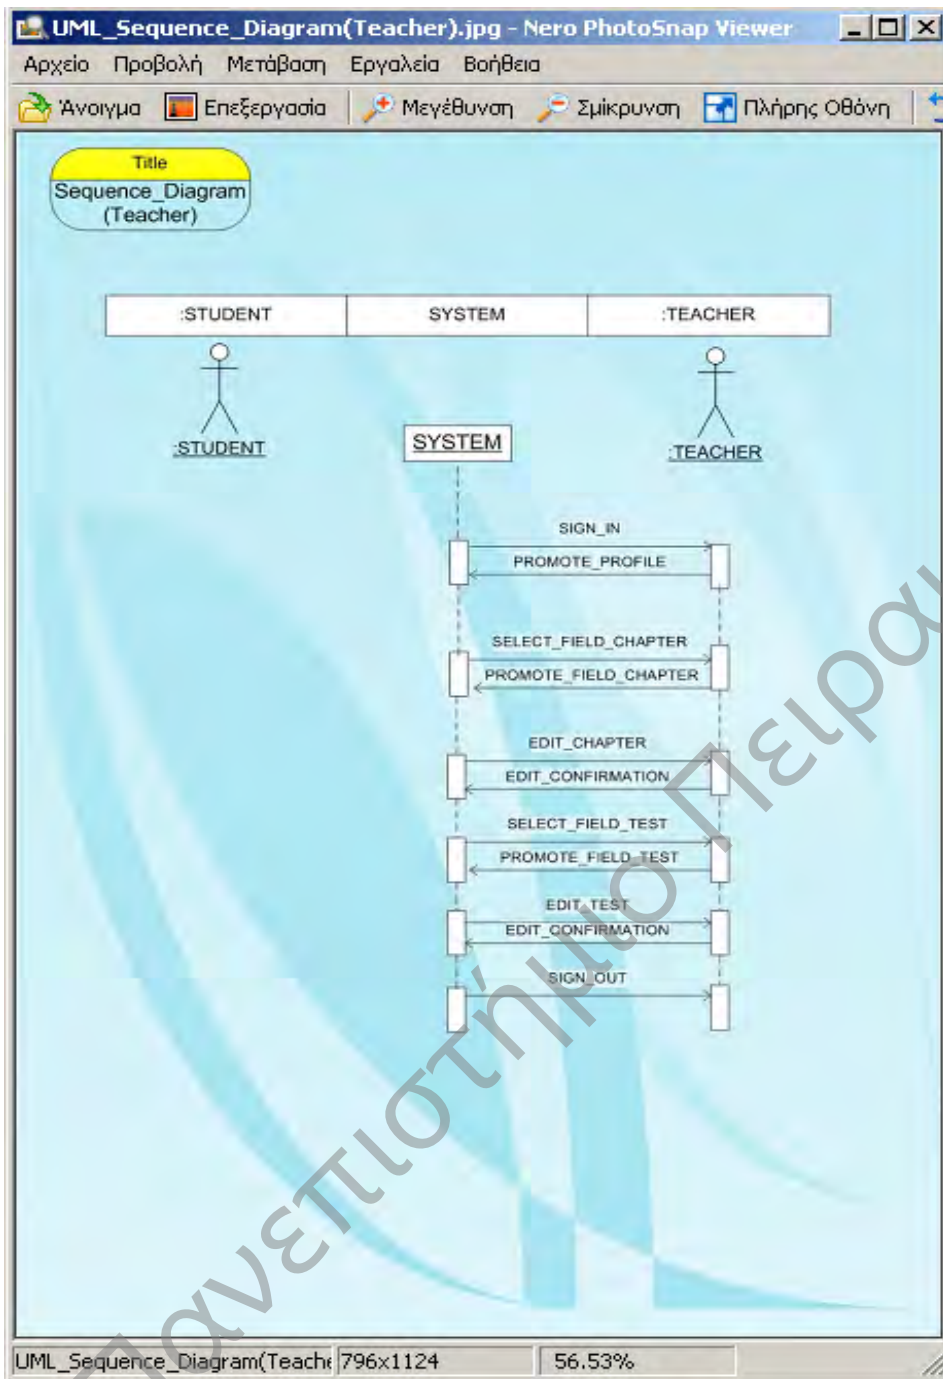 UML_Sequence_Diagram(Teacher).jpg - Nero PhotoSnap Viewer
Αρχείο Προβολή Μετάβαση Εργαλεία Βοήθεια
Άνοιγμα Επεξεργασία Μεγέθυνση Σμίκρυνση Πλήρης Οθόνη
Title
Sequence_Diagram
(Teacher)
:STUDENT SYSTEM :TEACHER
:STUDENT SYSTEM :TEACHER
SIGN_IN
PROMOTE_PROFILE
SELECT_FIELD_CHAPTER
PROMOTE_FIELD_CHAPTER
EDIT_CHAPTER
EDIT_CONFIRMATION
SELECT_FIELD_TEST
PROMOTE_FIELD_TEST
EDIT_TEST
EDIT_CONFIRMATION
SIGN_OUT
Πανεπιστήμιο Πειραι
UML_Sequence_Diagram(Teache 796x1124 56.53%